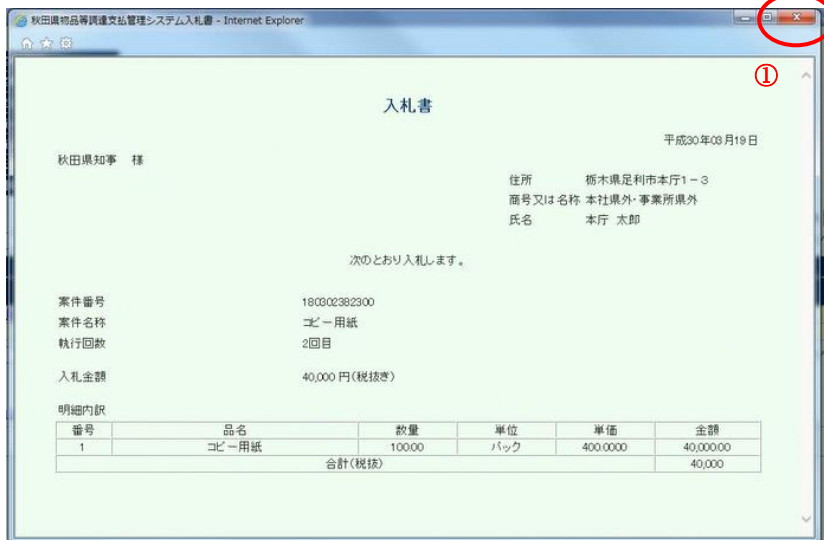 秋田県物品等調達支払管理システム入札書 - Internet Explorer
①
入札書
平成30年03月19日
秋田県知事 様
住所 栃木県足利市本庁1-3
商号又は名称 本社県外・事業所県外
氏名 本庁 太郎
次のとおり入札します。
案件番号 180302382300
案件名称 コピー用紙
執行回数 2回目
入札金額 40,000 円(税抜き)
明細内訳
番号 品名 数量 単位 単価 金額
1 コピー用紙 100.00 パック 400.0000 40,000.00
合計(税抜) 40,000